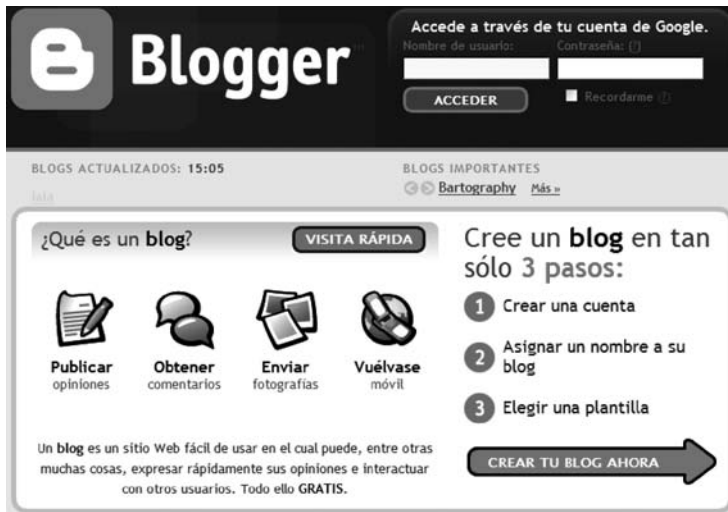 Blogger
Accede a través de tu cuenta de Google.
Nombre de usuario: Contraseña: (?)
ACCEDER
Recordarme (?)
BLOGS ACTUALIZADOS: 15:05
lala
BLOGS IMPORTANTES
Bartography Más »
¿Qué es un blog?
VISITA RÁPIDA
Publicar
opiniones
Obtener
comentarios
Enviar
fotografías
Vuélvase
móvil
Un blog es un sitio Web fácil de usar en el cual puede, entre otras
muchas cosas, expresar rápidamente sus opiniones e interactuar
con otros usuarios. Todo ello GRATIS.
Cree un blog en tan
sólo 3 pasos:
1 Crear una cuenta
2 Asignar un nombre a su
blog
3 Elegir una plantilla
CREAR TU BLOG AHORA